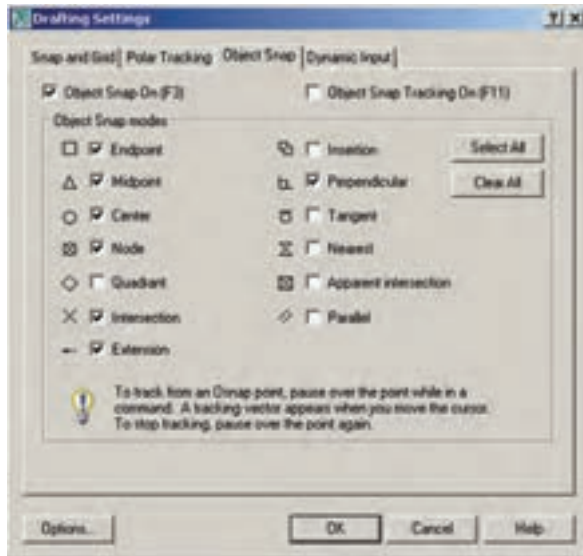 Drafting Settings
Snap and Grid Polar Tracking Object Snap Dynamic Input
Object Snap On (F3) Object Snap Tracking On (F11)
Object Snap modes
Endpoint Insertion Select All
Midpoint Perpendicular Clear All
Center Tangent
Node Nearest
Quadrant Apparent intersection
Intersection Parallel
Extension
To track from an Osnap point, pause over the point while in a
command. A tracking vector appears when you move the cursor.
To stop tracking, pause over the point again.
Options... OK Cancel Help